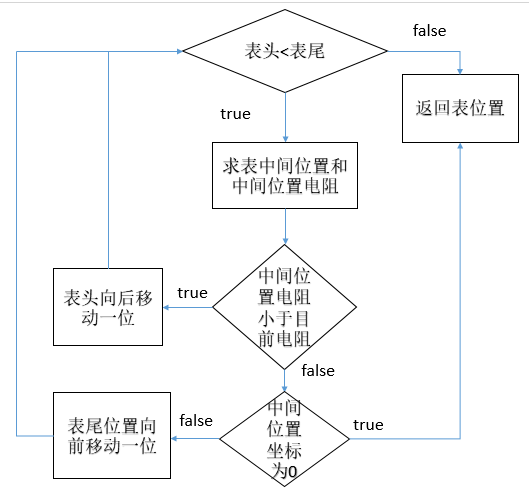 表头<表尾
false
返回表位置
true
求表中间位置和
中间位置电阻
中间位
置电阻
小于目
前电阻
true
表头向后移
动一位
false
中间
位置
坐标
为0
false
true
表尾位置向
前移动一位